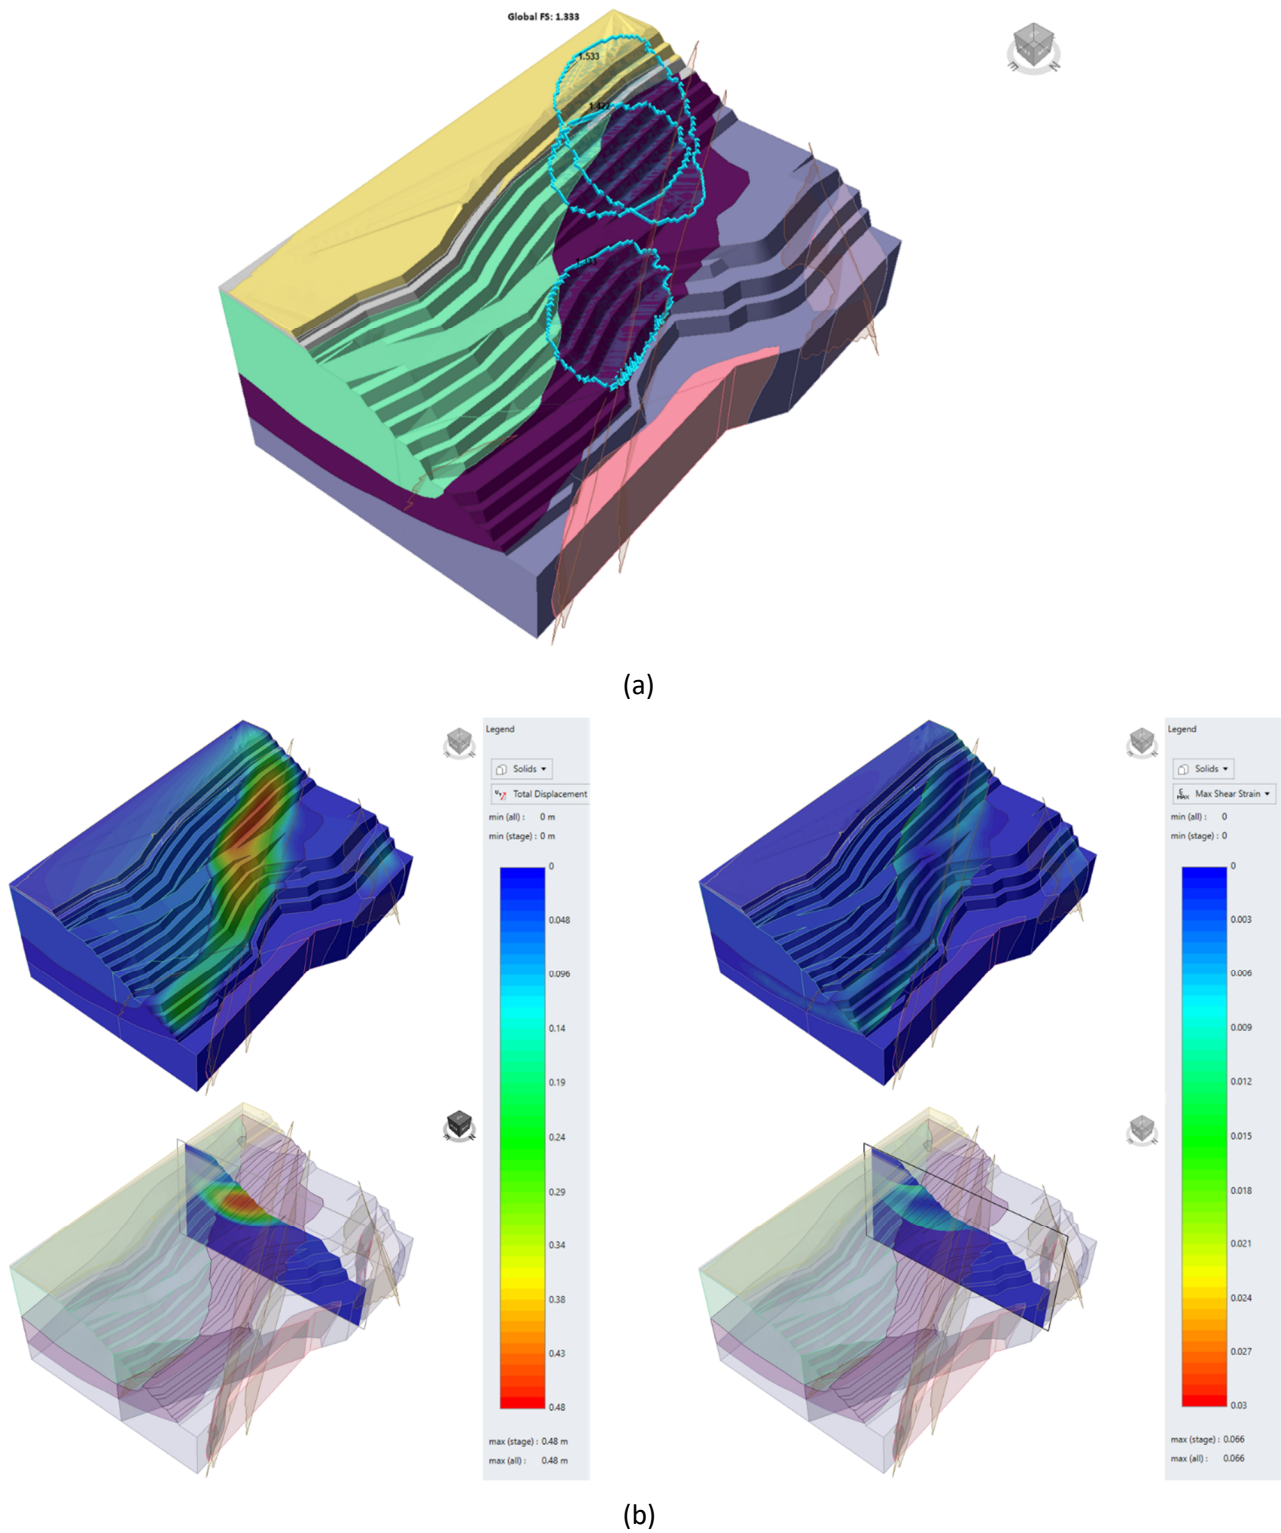 Global FS: 1.333
1.533
(a)
Legend
Solids
Total Displacement
min (all) : 0 m
min (stage) : 0 m
0
0.048
0.096
0.14
0.19
0.24
0.29
0.34
0.38
0.43
0.48
max (stage) : 0.48 m
max (all) : 0.48 m
Legend
Solids
Max Shear Strain
min (all) : 0
min (stage) : 0
0
0.003
0.006
0.009
0.012
0.015
0.018
0.021
0.024
0.027
0.03
max (stage) : 0.066
max (all) : 0.066
(b)